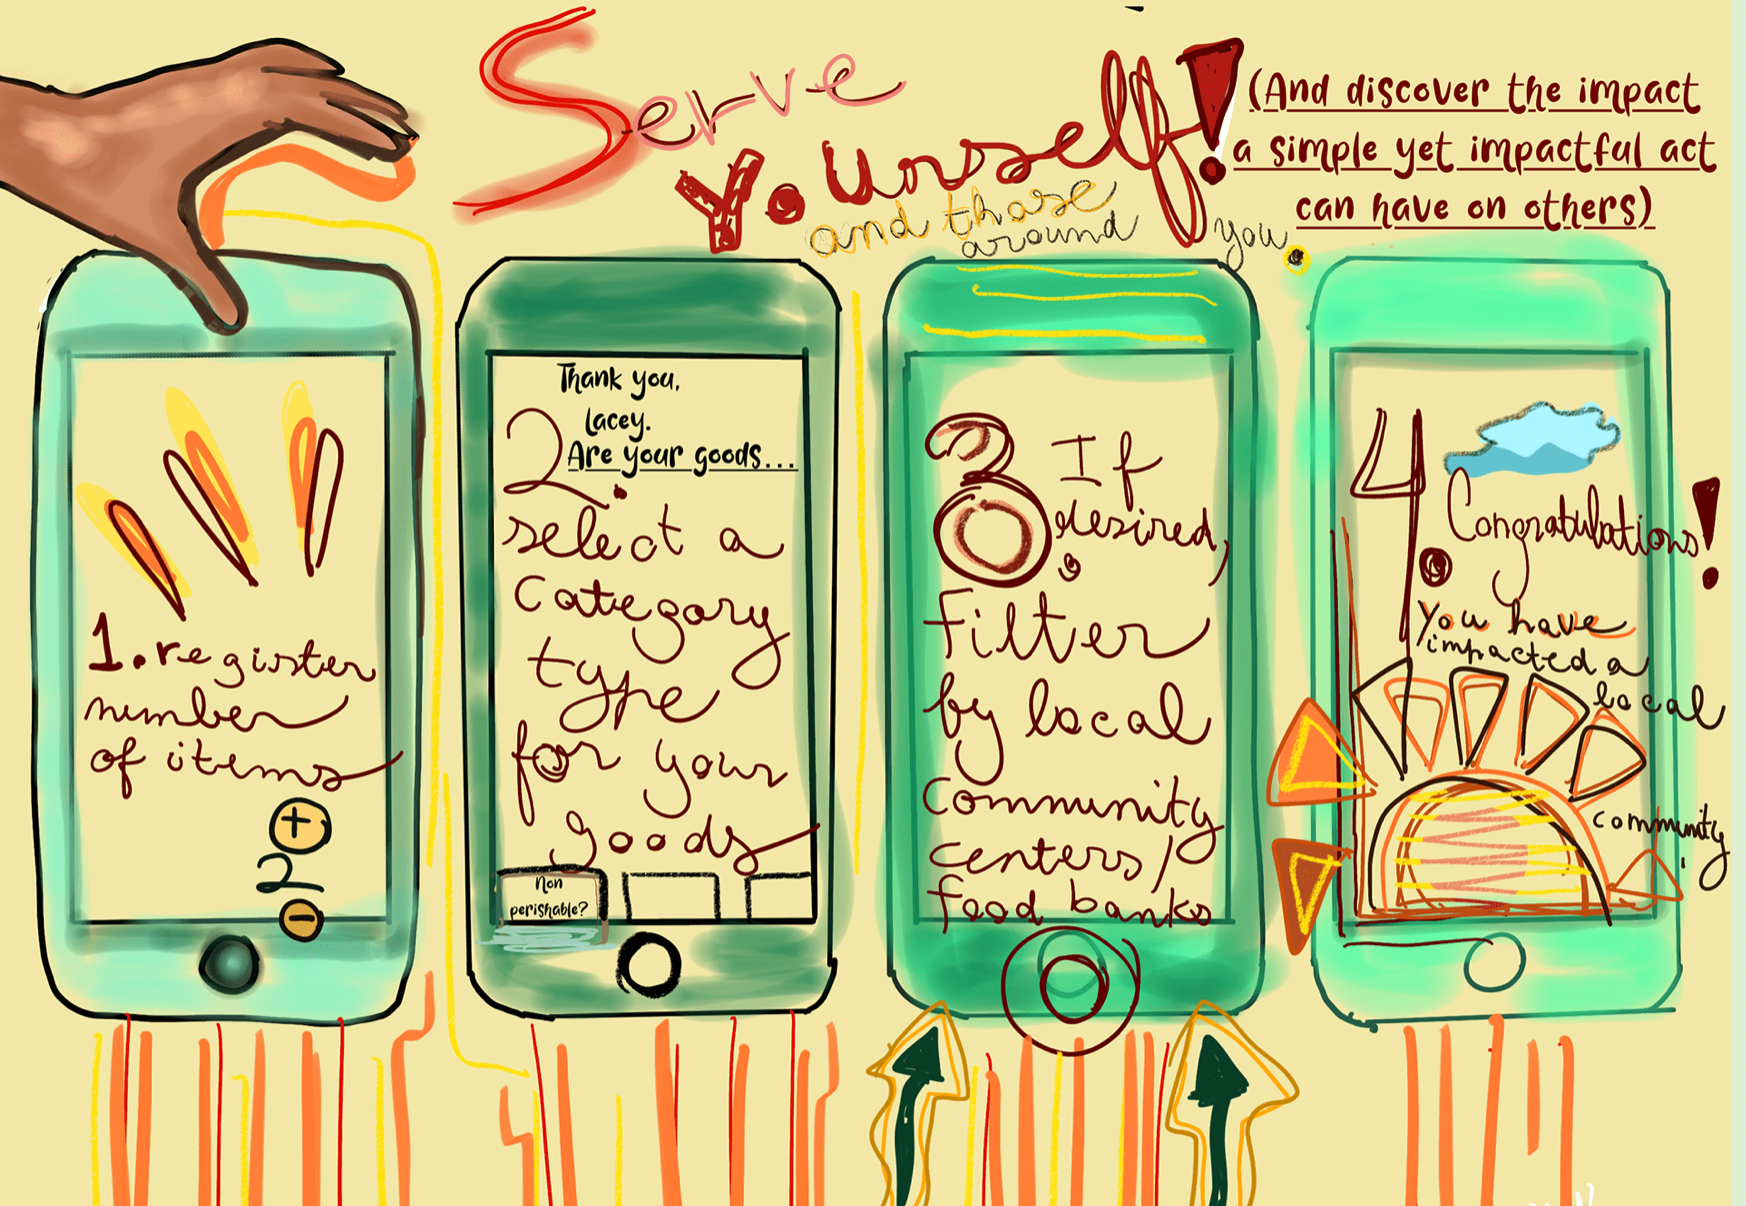 Serve
Yourself!
and those
around
you.
(And discover the impact
a simple yet impactful act
can have on others)
1. register
number
of items
+
2
-
Thank you,
Lacey.
Are your goods...
2. select a
category
type
for your
goods
Non
perishable?
3. If
desired,
Filter
by local
community
centers/
food banks
4.
Congratulations!
You have
impacted a
local
community